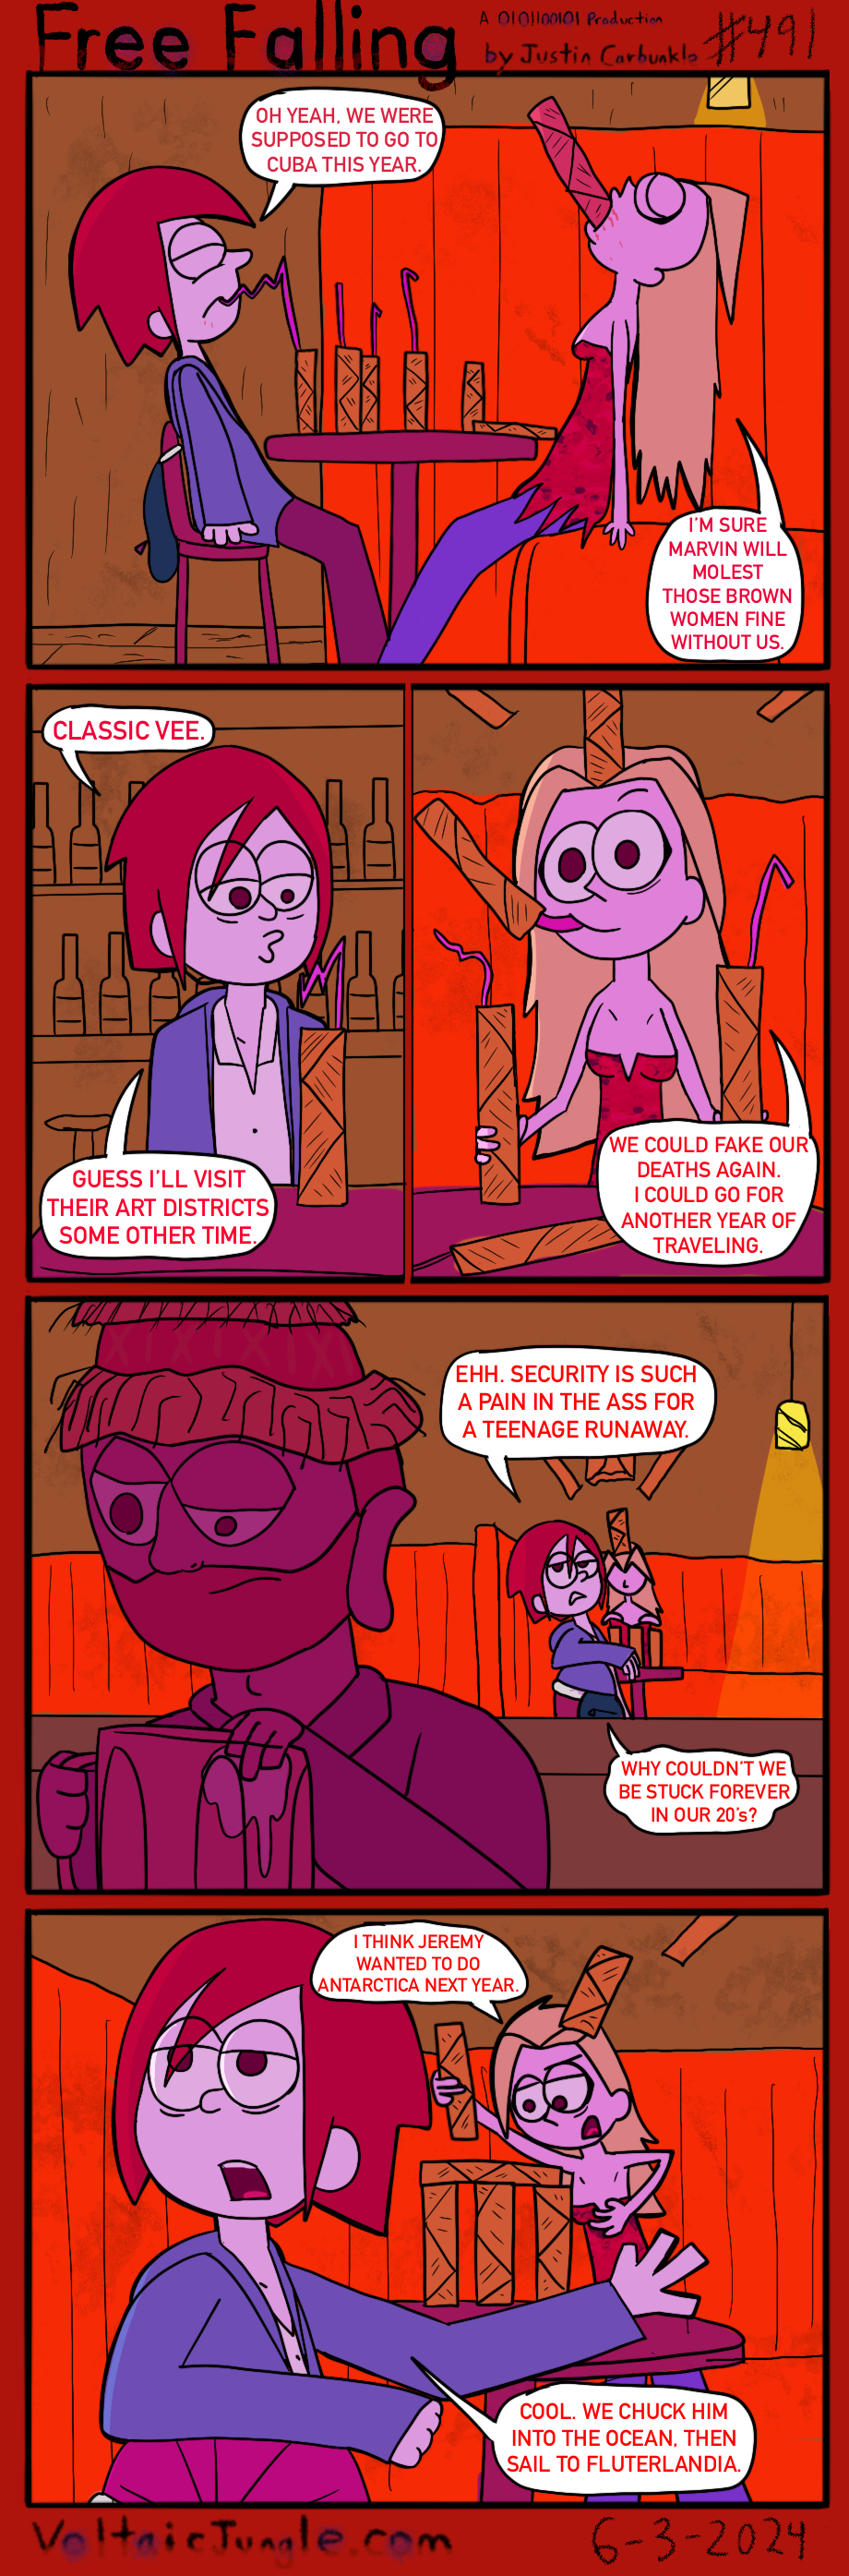 Free Falling
A 0101100101 Production
by Justin Carbunkle
#491
OH YEAH, WE WERE
SUPPOSED TO GO TO
CUBA THIS YEAR.
I'M SURE
MARVIN WILL
MOLEST
THOSE BROWN
WOMEN FINE
WITHOUT US.
CLASSIC VEE.
GUESS I'LL VISIT
THEIR ART DISTRICTS
SOME OTHER TIME.
WE COULD FAKE OUR
DEATHS AGAIN.
I COULD GO FOR
ANOTHER YEAR OF
TRAVELING.
EHH. SECURITY IS SUCH
A PAIN IN THE ASS FOR
A TEENAGE RUNAWAY.
WHY COULDN'T WE
BE STUCK FOREVER
IN OUR 20's?
I THINK JEREMY
WANTED TO DO
ANTARCTICA NEXT YEAR.
COOL. WE CHUCK HIM
INTO THE OCEAN, THEN
SAIL TO FLUTERLANDIA.
VoltaicJungle.com
6-3-2024